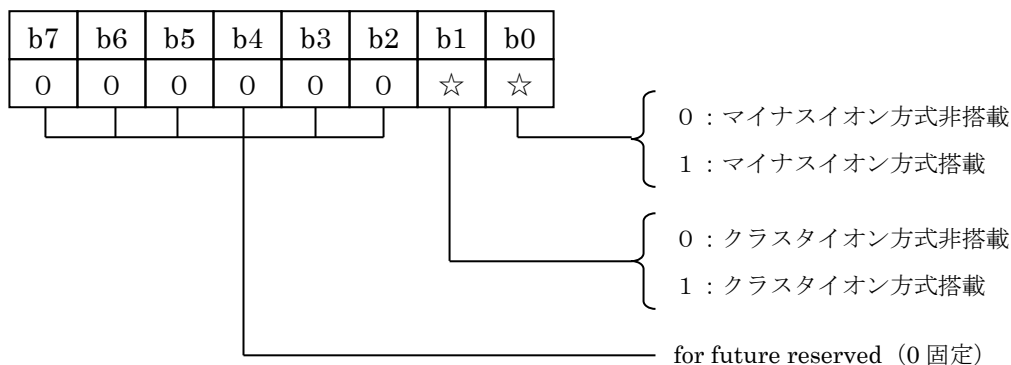 b7 b6 b5 b4 b3 b2 b1 b0
0 0 0 0 0 0 ☆ ☆
0：マイナスイオン方式非搭載
1：マイナスイオン方式搭載
0：クラスタイオン方式非搭載
1：クラスタイオン方式搭載
for future reserved（0 固定）